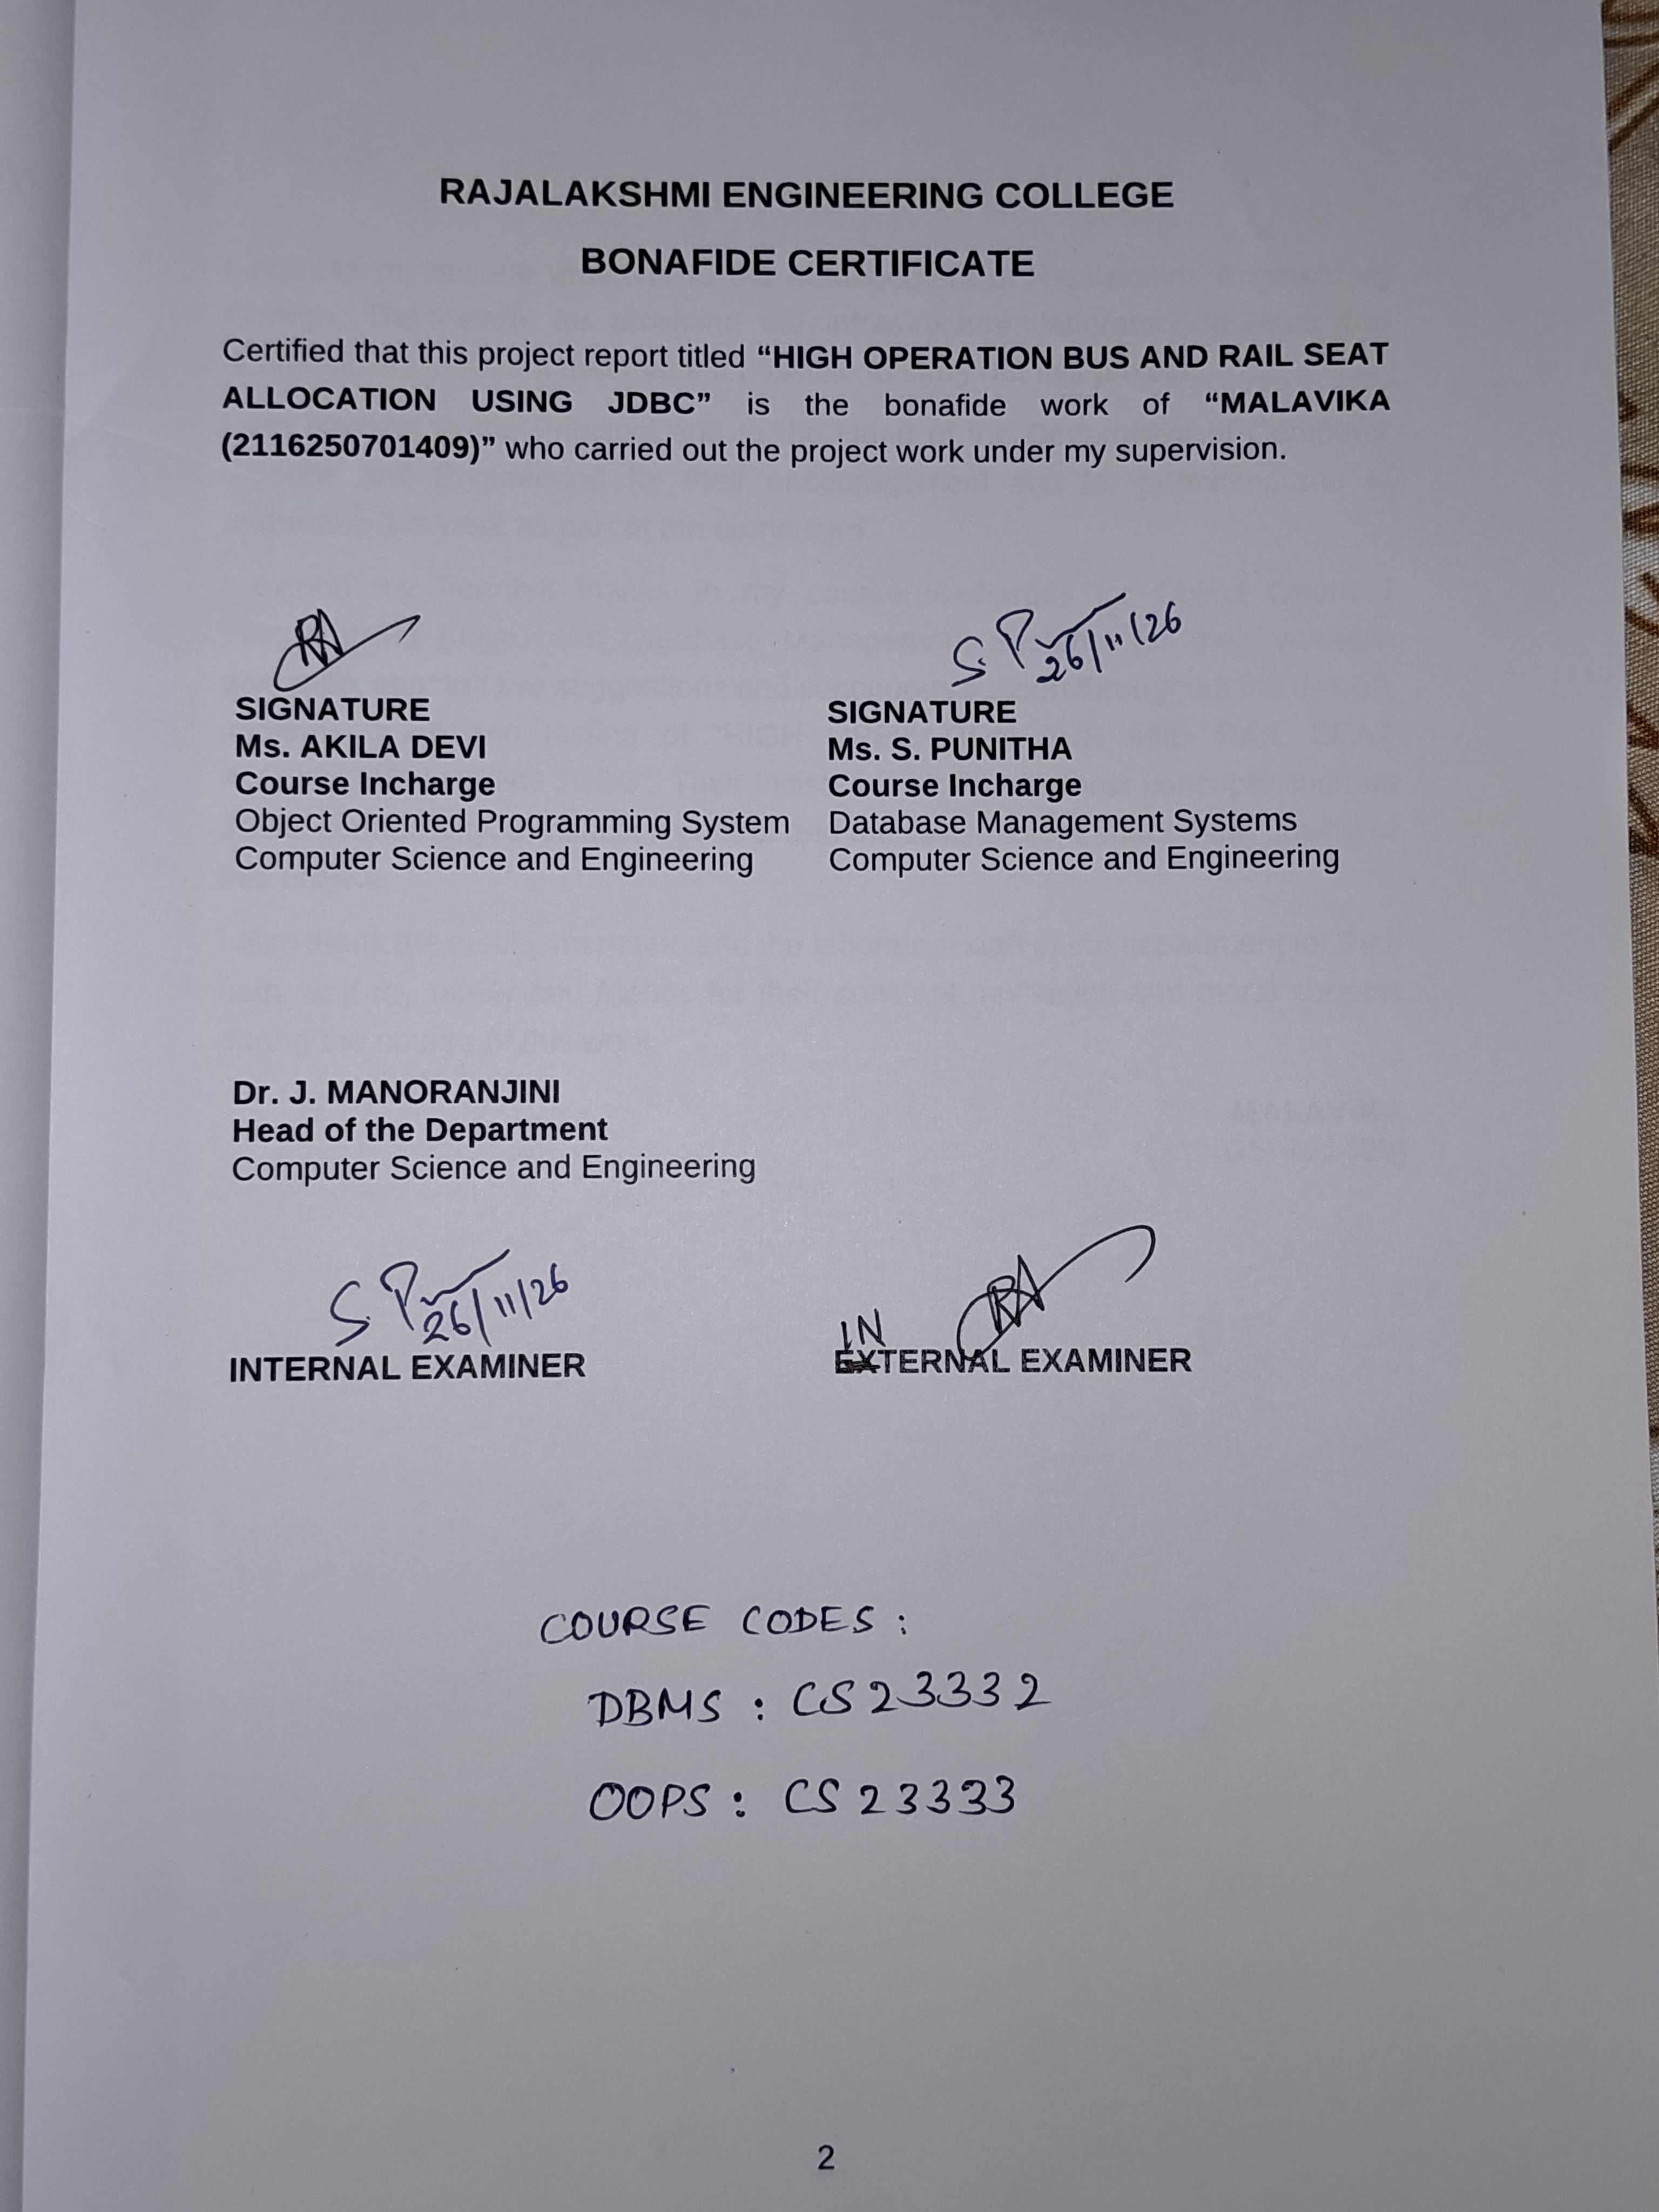 RAJALAKSHMI ENGINEERING COLLEGE
BONAFIDE CERTIFICATE
Certified that this project report titled “HIGH OPERATION BUS AND RAIL SEAT
ALLOCATION USING JDBC” is the bonafide work of “MALAVIKA
(2116250701409)” who carried out the project work under my supervision.
26/11/26
SIGNATURE
Ms. AKILA DEVI
Course Incharge
Object Oriented Programming System
Computer Science and Engineering
SIGNATURE
Ms. S. PUNITHA
Course Incharge
Database Management Systems
Computer Science and Engineering
Dr. J. MANORANJINI
Head of the Department
Computer Science and Engineering
26/11/26
INTERNAL EXAMINER
IN
EXTERNAL EXAMINER
COURSE CODES :
DBMS : CS23332
OOPS : CS23333
2